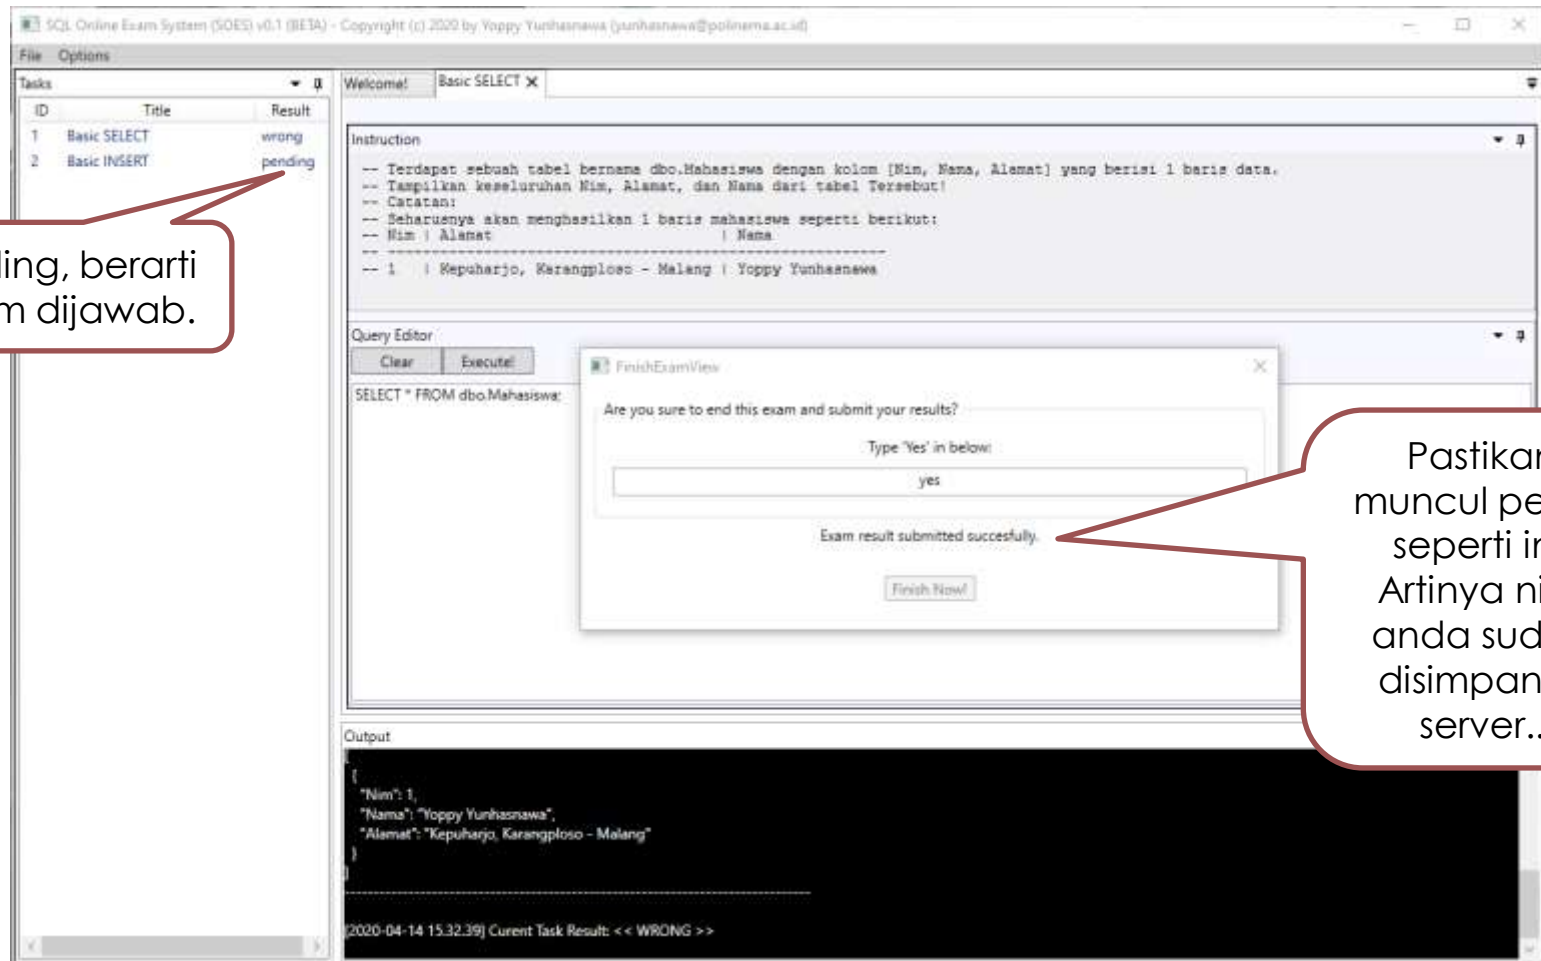 SQL Online Exam System (SOES) v0.1 (BETA) - Copyright (c) 2020 by Yoppy Yunhasnawa (yunhasnawa@polinema.ac.id)
File Options
Tasks
ID Title Result
1 Basic SELECT wrong
2 Basic INSERT pending
ling, berarti
m dijawab.
Welcome! Basic SELECT
Instruction
-- Terdapat sebuah tabel bernama dbo.Mahasiswa dengan kolom [Nim, Nama, Alamat] yang berisi 1 baris data.
-- Tampilkan keseluruhan Nim, Alamat, dan Nama dari tabel Tersebut!
-- Catatan:
-- Seharusnya akan menghasilkan 1 baris mahasiswa seperti berikut:
-- Nim | Alamat | Nama
-- ----------------------------------------------------------------
-- 1 | Kepuharjo, Karangploso - Malang | Yoppy Yunhasnawa
Query Editor
Clear Execute!
SELECT * FROM dbo.Mahasiswa;
FinishExamView
Are you sure to end this exam and submit your results?
Type 'Yes' in below:
yes
Exam result submitted succesfully.
Finish Now!
Pastikan
muncul pe
seperti in
Artinya ni
anda sud
disimpan
server..
Output
[
{
"Nim": 1,
"Nama": "Yoppy Yunhasnawa",
"Alamat": "Kepuharjo, Karangploso - Malang"
}
]
--------------------------------------------------------------------------------
[2020-04-14 15.32.39] Curent Task Result: << WRONG >>